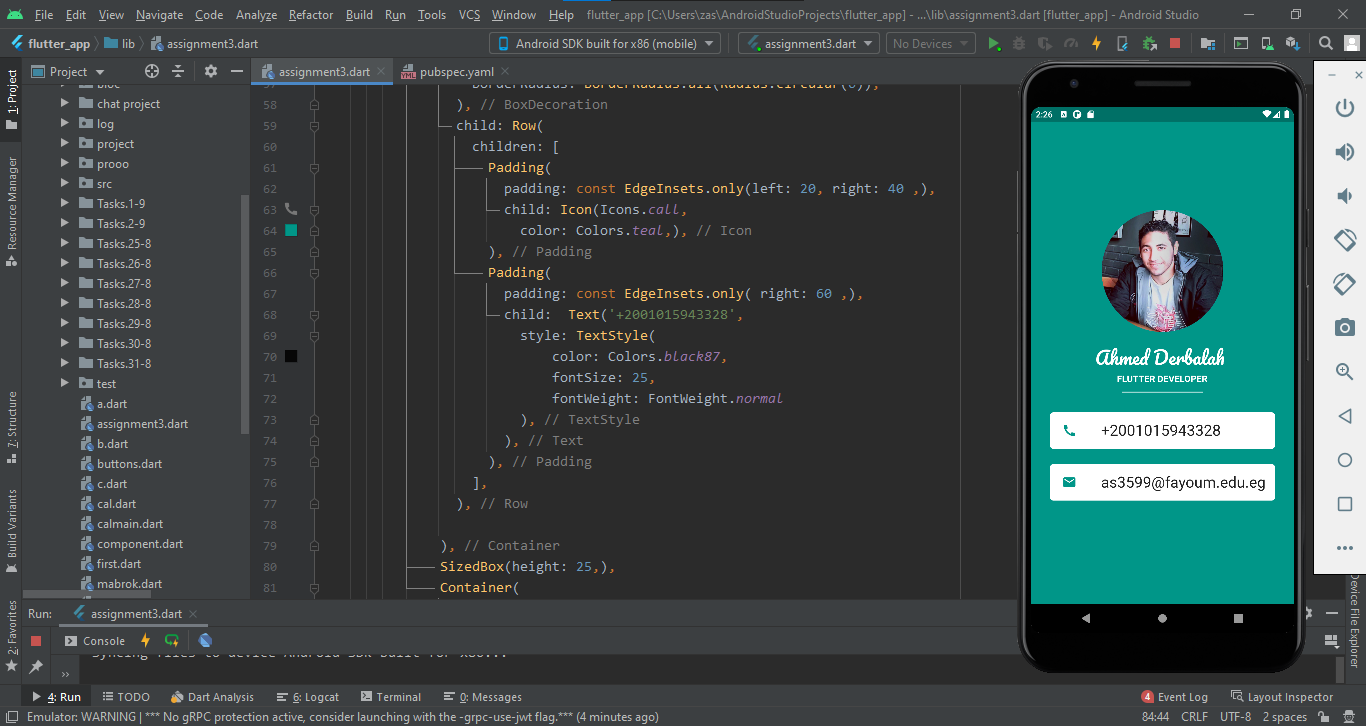 File Edit View Navigate Code Analyze Refactor Build Run Tools VCS Window Help flutter_app [C:\Users\zas\AndroidStudioProjects\flutter_app] - ...\lib\assignment3.dart [flutter_app] - Android Studio
flutter_app lib assignment3.dart Android SDK built for x86 (mobile) assignment3.dart No Devices
Project assignment3.dart pubspec.yaml
1: Project
Resource Manager
7: Structure
Build Variants
2: Favorites
chat project
log
project
prooo
src
Tasks.1-9
Tasks.2-9
Tasks.25-8
Tasks.26-8
Tasks.27-8
Tasks.28-8
Tasks.29-8
Tasks.30-8
Tasks.31-8
test
a.dart
assignment3.dart
b.dart
buttons.dart
c.dart
cal.dart
calmain.dart
component.dart
first.dart
mabrok.dart
58 ), // BoxDecoration
59 child: Row(
60 children: [
61 Padding(
62 padding: const EdgeInsets.only(left: 20, right: 40 ,),
63 child: Icon(Icons.call,
64 color: Colors.teal,), // Icon
65 ), // Padding
66 Padding(
67 padding: const EdgeInsets.only( right: 60 ,),
68 child:  Text('+2001015943328',
69 style: TextStyle(
70 color: Colors.black87,
71 fontSize: 25,
72 fontWeight: FontWeight.normal
73 ), // TextStyle
74 ), // Text
75 ), // Padding
76 ],
77 ), // Row
78
79 ), // Container
80 SizedBox(height: 25,),
81 Container(
2:26
Ahmed Derbalah
FLUTTER DEVELOPER
+2001015943328
as3599@fayoum.edu.eg
Device File Explorer
Run: assignment3.dart
Console
Syncing files to device Android SDK built for x86...
4: Run TODO Dart Analysis 6: Logcat Terminal 0: Messages 4 Event Log Layout Inspector
Emulator: WARNING | *** No gRPC protection active, consider launching with the -grpc-use-jwt flag.*** (4 minutes ago) 84:44 CRLF UTF-8 2 spaces